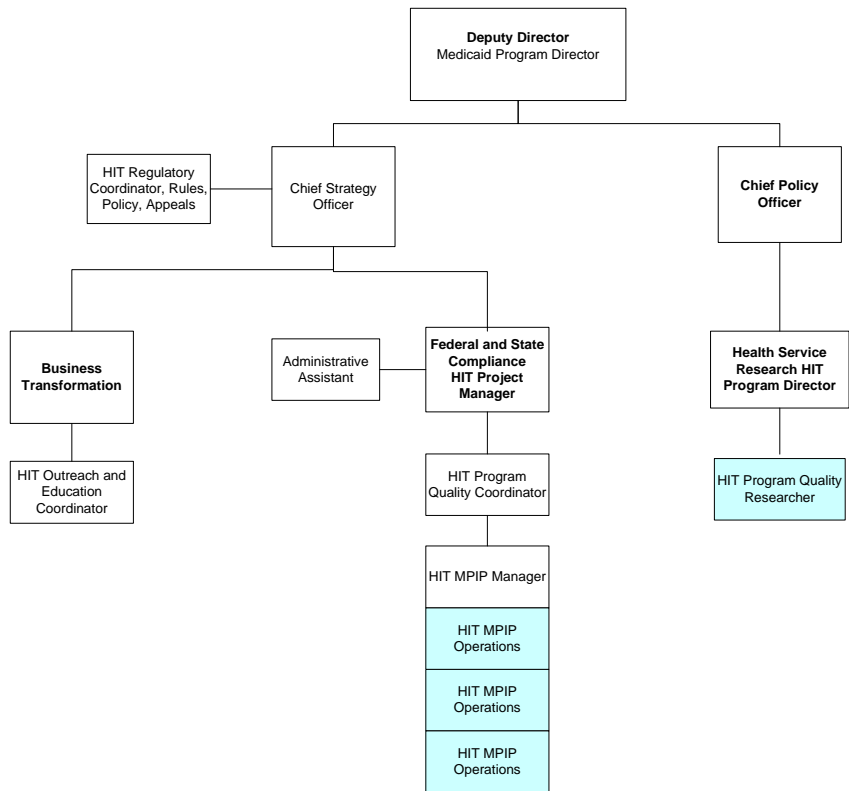 Deputy Director
Medicaid Program Director
HIT Regulatory
Coordinator, Rules,
Policy, Appeals
Chief Strategy
Officer
Chief Policy
Officer
Business
Transformation
Administrative
Assistant
Federal and State
Compliance
HIT Project
Manager
Health Service
Research HIT
Program Director
HIT Outreach and
Education
Coordinator
HIT Program
Quality Coordinator
HIT Program Quality
Researcher
HIT MPIP Manager
HIT MPIP
Operations
HIT MPIP
Operations
HIT MPIP
Operations